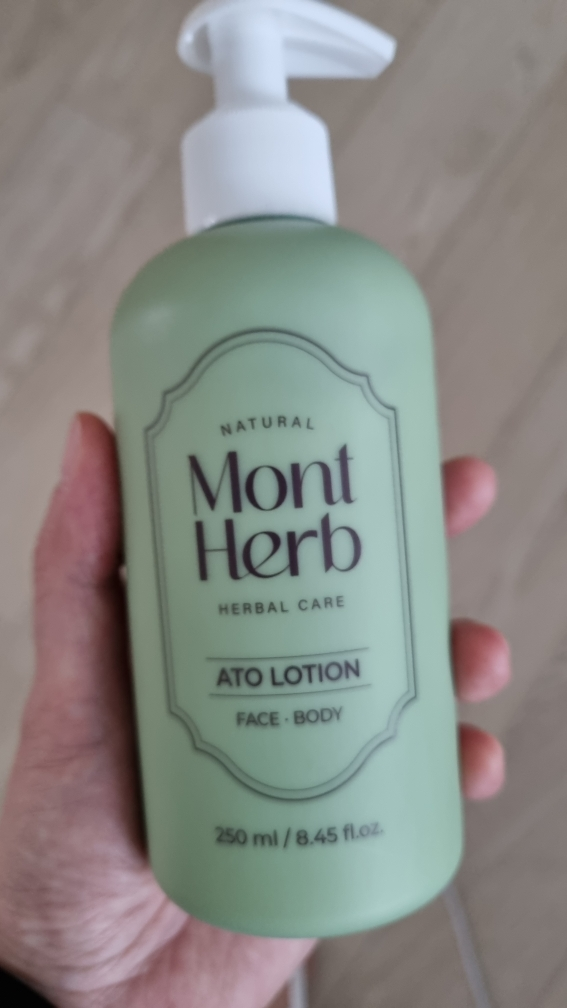 NATURAL
Mont
Herb
HERBAL CARE
ATO LOTION
FACE · BODY
250 ml / 8.45 fl.oz.